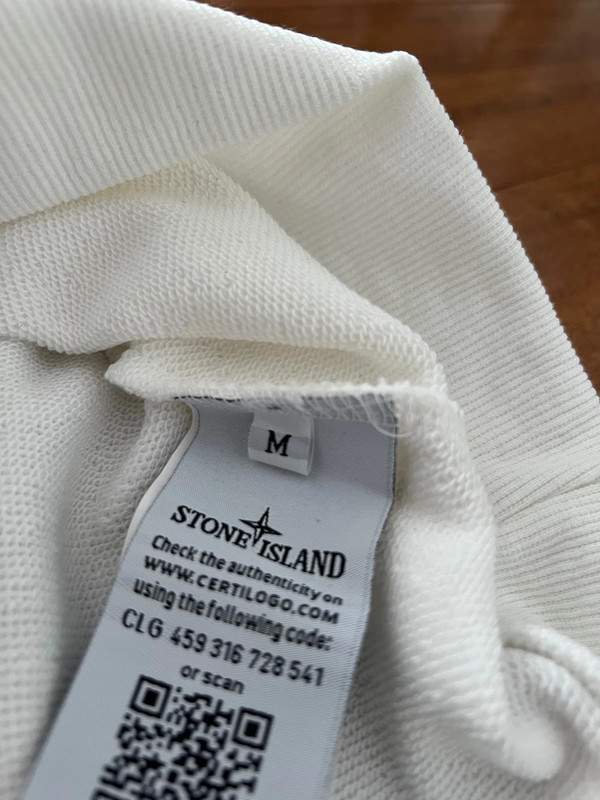 M
STONE ISLAND
Check the authenticity on
WWW.CERTILOGO.COM
using the following code:
CLG 459 316 728 541
or scan